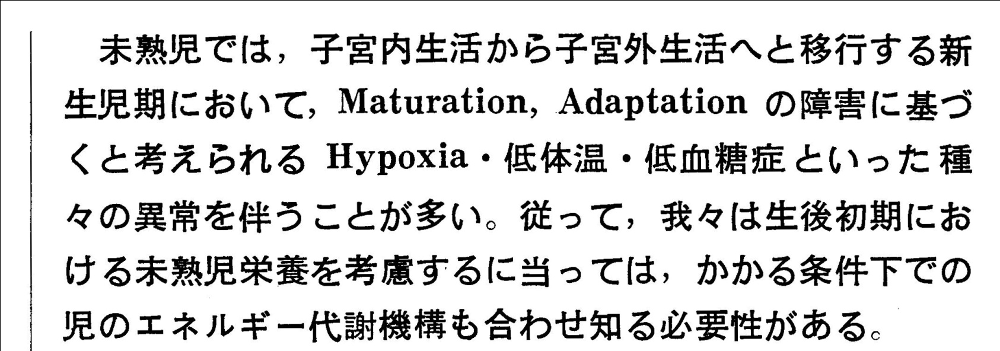 未熟児では，子宮内生活から子宮外生活へと移行する新
生児期において，Maturation, Adaptation の障害に基づ
くと考えられる Hypoxia・低体温・低血糖症といった種
々の異常を伴うことが多い。従って，我々は生後初期にお
ける未熟児栄養を考慮するに当っては，かかる条件下での
児のエネルギー代謝機構も合わせ知る必要性がある。